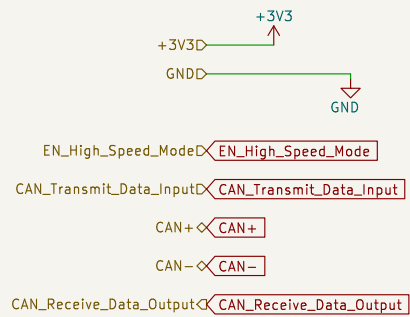 +3V3
+3V3
GND
GND
EN_High_Speed_Mode EN_High_Speed_Mode
CAN_Transmit_Data_Input CAN_Transmit_Data_Input
CAN+ CAN+
CAN- CAN-
CAN_Receive_Data_Output CAN_Receive_Data_Output